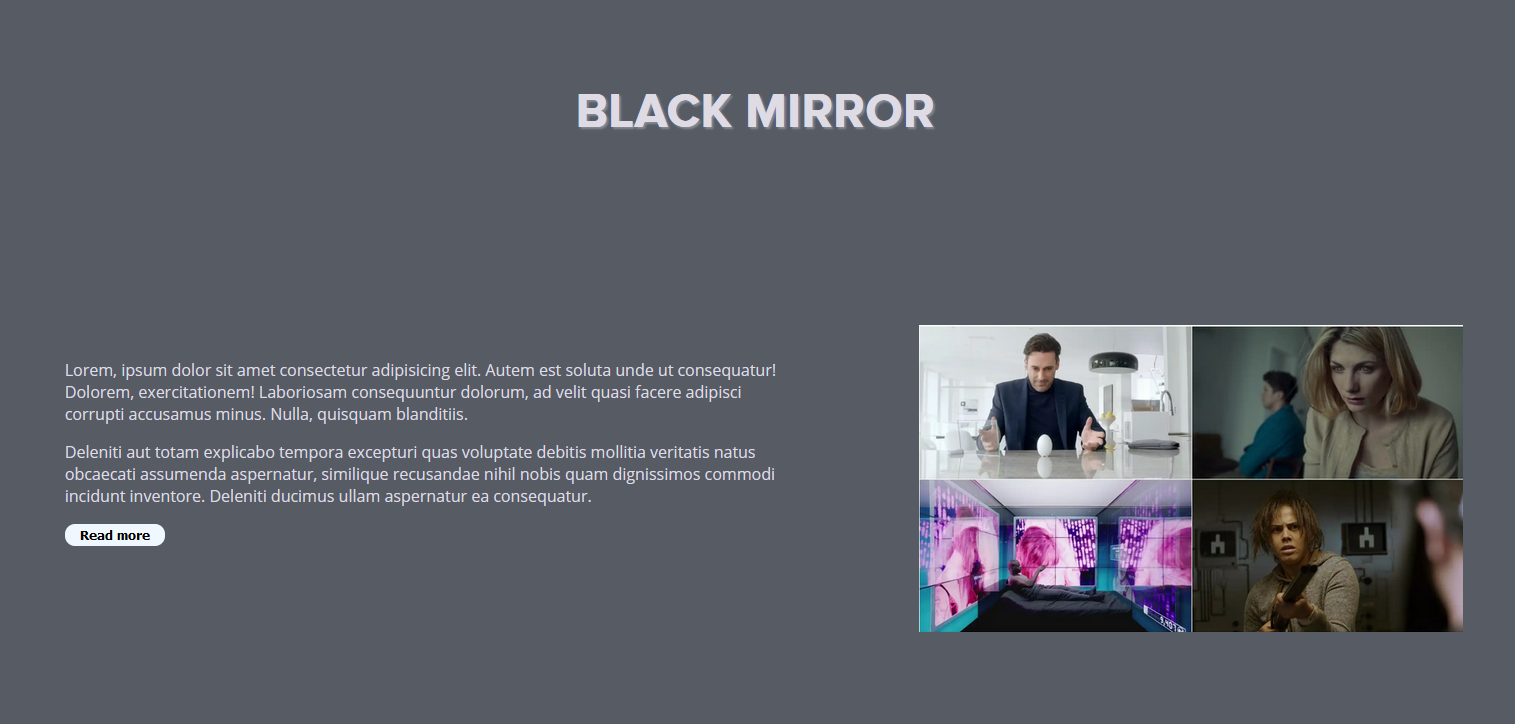 BLACK MIRROR
Lorem, ipsum dolor sit amet consectetur adipisicing elit. Autem est soluta unde ut consequatur!
Dolorem, exercitationem! Laboriosam consequuntur dolorum, ad velit quasi facere adipisci
corrupti accusamus minus. Nulla, quisquam blanditiis.
Deleniti aut totam explicabo tempora excepturi quas voluptate debitis mollitia veritatis natus
obcaecati assumenda aspernatur, similique recusandae nihil nobis quam dignissimos commodi
incidunt inventore. Deleniti ducimus ullam aspernatur ea consequatur.
Read more